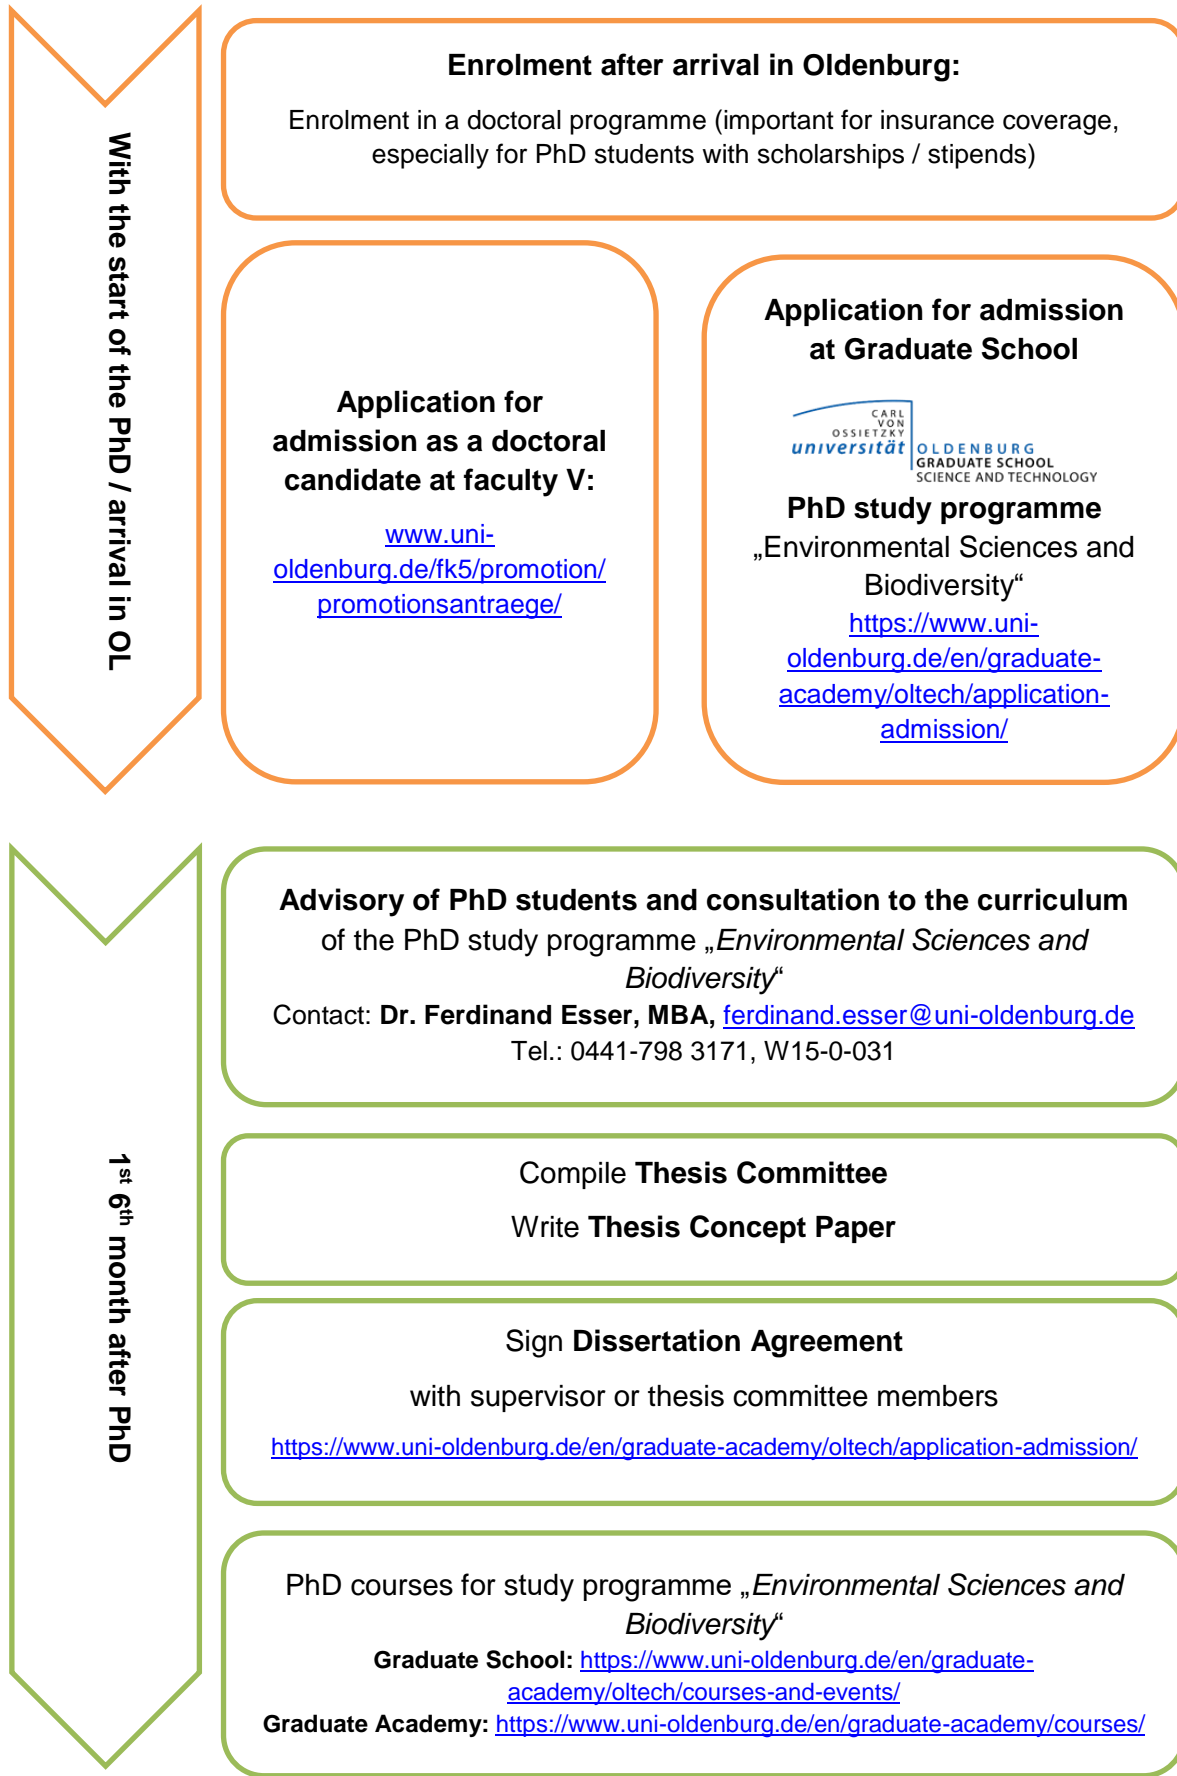 With the start of the PhD / arrival in OL
Enrolment after arrival in Oldenburg:
Enrolment in a doctoral programme (important for insurance coverage,
especially for PhD students with scholarships / stipends)
Application for
admission as a doctoral
candidate at faculty V:
www.uni-
oldenburg.de/fk5/promotion/
promotionsantraege/
Application for admission
at Graduate School
CARL
VON
OSSIETZKY
universität
OLDENBURG
GRADUATE SCHOOL
SCIENCE AND TECHNOLOGY
PhD study programme
„Environmental Sciences and
Biodiversity“
https://www.uni-
oldenburg.de/en/graduate-
academy/oltech/application-
admission/
1st 6th month after PhD
Advisory of PhD students and consultation to the curriculum
of the PhD study programme „Environmental Sciences and
Biodiversity“
Contact: Dr. Ferdinand Esser, MBA, ferdinand.esser@uni-oldenburg.de
Tel.: 0441-798 3171, W15-0-031
Compile Thesis Committee
Write Thesis Concept Paper
Sign Dissertation Agreement
with supervisor or thesis committee members
https://www.uni-oldenburg.de/en/graduate-academy/oltech/application-admission/
PhD courses for study programme „Environmental Sciences and
Biodiversity“
Graduate School: https://www.uni-oldenburg.de/en/graduate-
academy/oltech/courses-and-events/
Graduate Academy: https://www.uni-oldenburg.de/en/graduate-academy/courses/